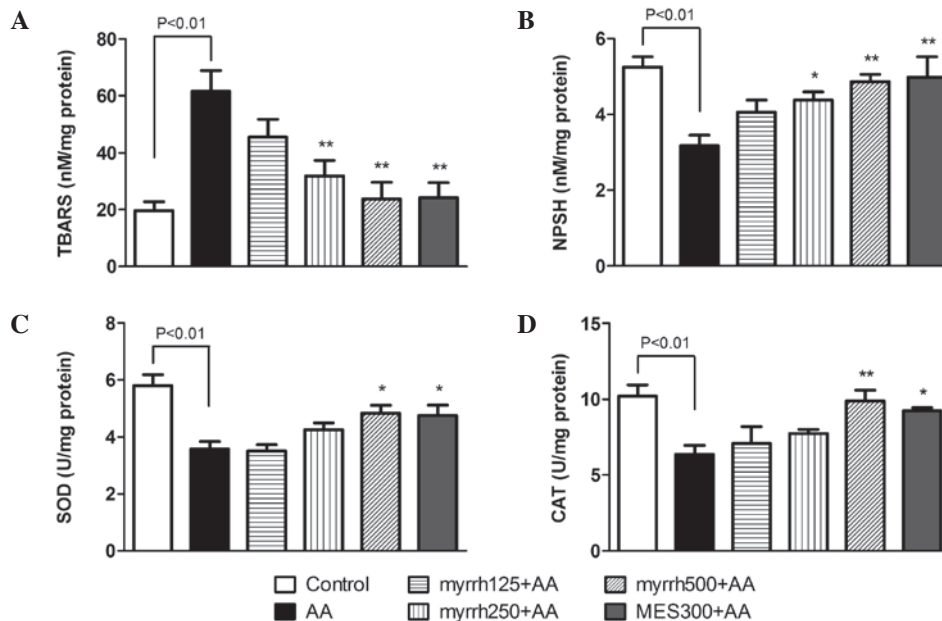 A
P<0.01
80
60
40
20
0
TBARS (nM/mg protein)
**
**
**
B
P<0.01
6
4
2
0
NPSH (nM/mg protein)
*
**
**
C
P<0.01
8
6
4
2
0
SOD (U/mg protein)
*
*
D
P<0.01
15
10
5
0
CAT (U/mg protein)
**
*
Control myrrh125+AA myrrh500+AA
AA myrrh250+AA MES300+AA